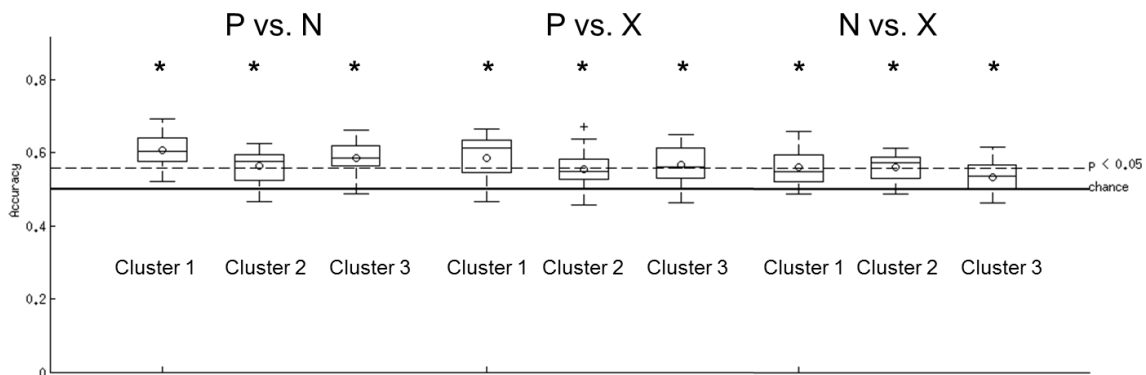 P vs. N P vs. X N vs. X
* * * * * * * * *
0.8
0.6
p < 0.05
chance
Accuracy
0.4
Cluster 1 Cluster 2 Cluster 3 Cluster 1 Cluster 2 Cluster 3 Cluster 1 Cluster 2 Cluster 3
0.2
0